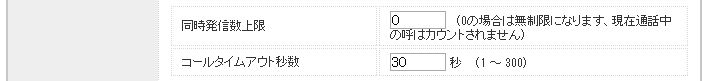 同時発信数上限
0 (0の場合は無制限になります、現在通話中
の呼はカウントされません)
コールタイムアウト秒数
30 秒 (1 ～ 300)